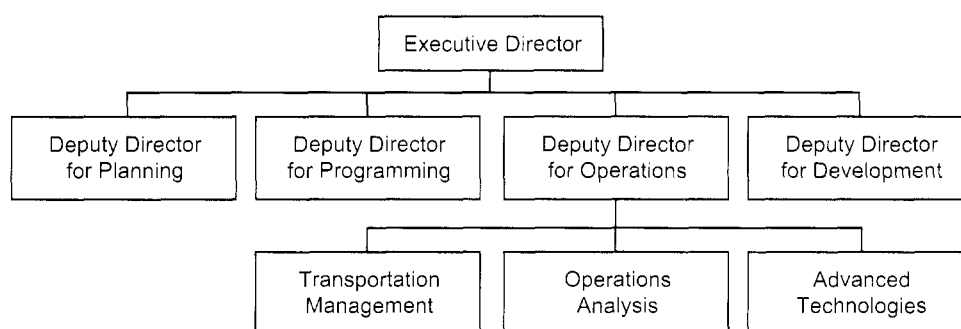 Executive Director
Deputy Director
for Planning
Deputy Director
for Programming
Deputy Director
for Operations
Deputy Director
for Development
Transportation
Management
Operations
Analysis
Advanced
Technologies